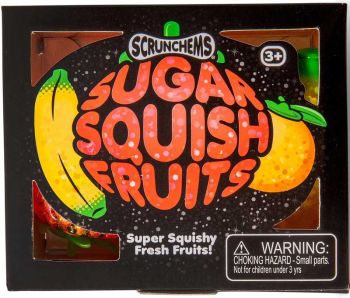 SCRUNCHEMS
3+
SUGAR
SQUISH
FRUITS
Super Squishy
Fresh Fruits!
WARNING:
CHOKING HAZARD - Small parts.
Not for children under 3 yrs